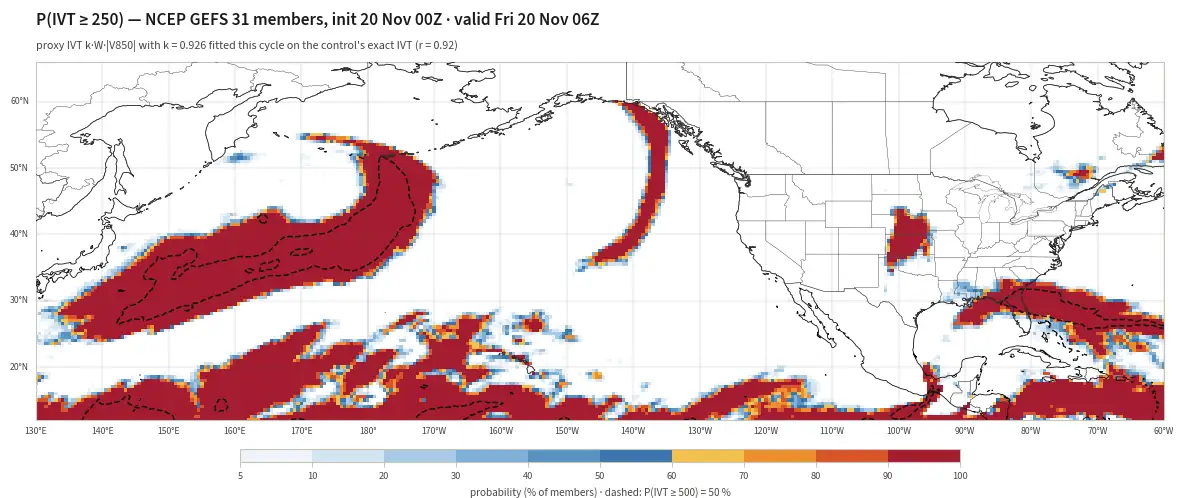 P(IVT ≥ 250) — NCEP GEFS 31 members, init 20 Nov 00Z · valid Fri 20 Nov 06Z
proxy IVT k·W·|V850| with k = 0.926 fitted this cycle on the control's exact IVT (r = 0.92)
60°N
50°N
40°N
30°N
20°N
130°E 140°E 150°E 160°E 170°E 180° 170°W 160°W 150°W 140°W 130°W 120°W 110°W 100°W 90°W 80°W 70°W 60°W
5 10 20 30 40 50 60 70 80 90 100
probability (% of members) · dashed: P(IVT ≥ 500) = 50 %